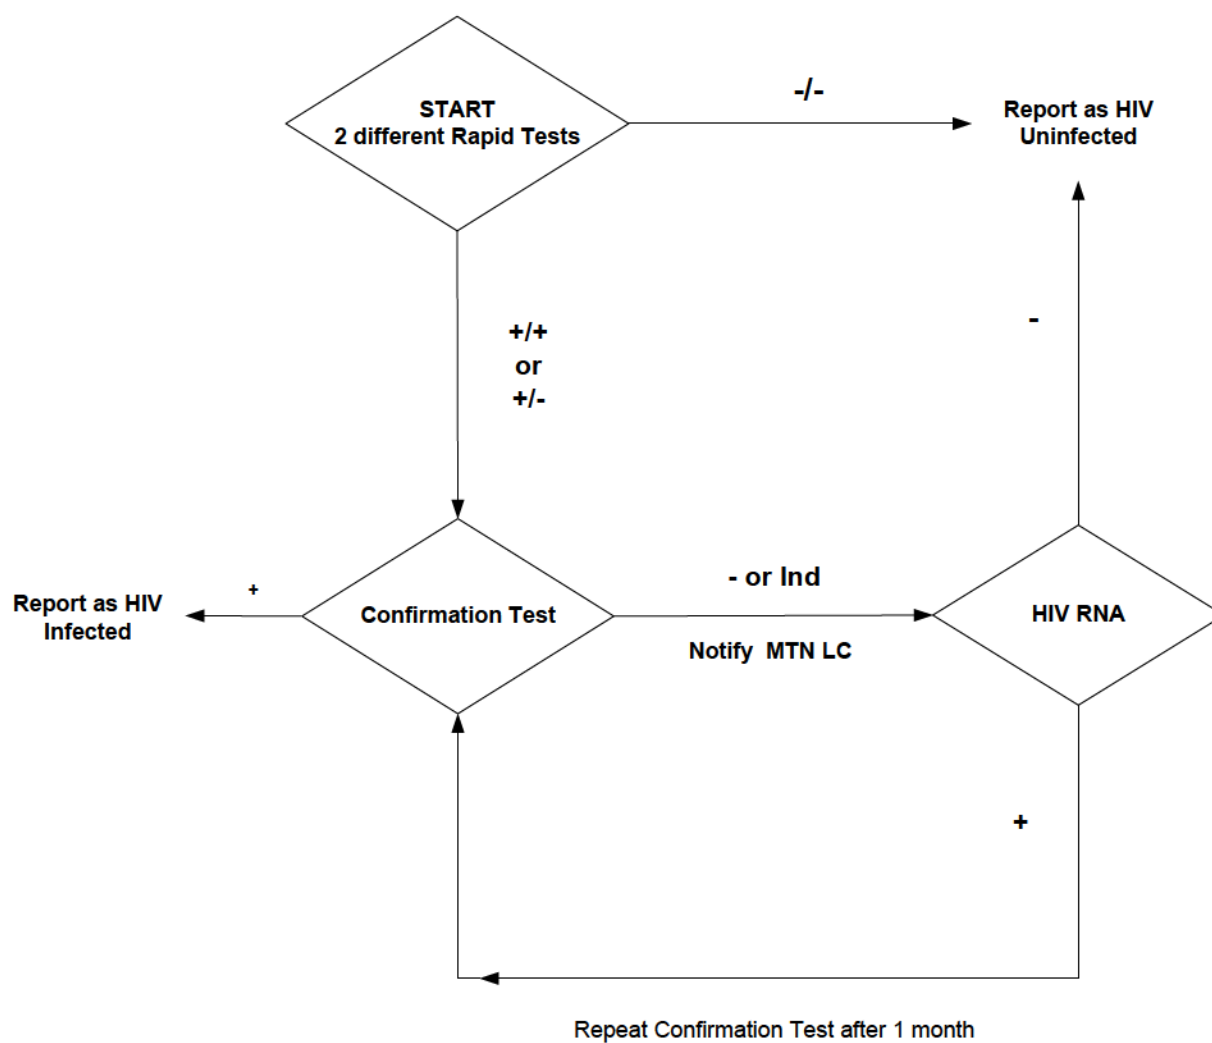 START
2 different Rapid Tests
-/-
Report as HIV
Uninfected
+/+
or
+/-
-
Report as HIV
Infected
+
Confirmation Test
- or Ind
Notify MTN LC
HIV RNA
+
Repeat Confirmation Test after 1 month